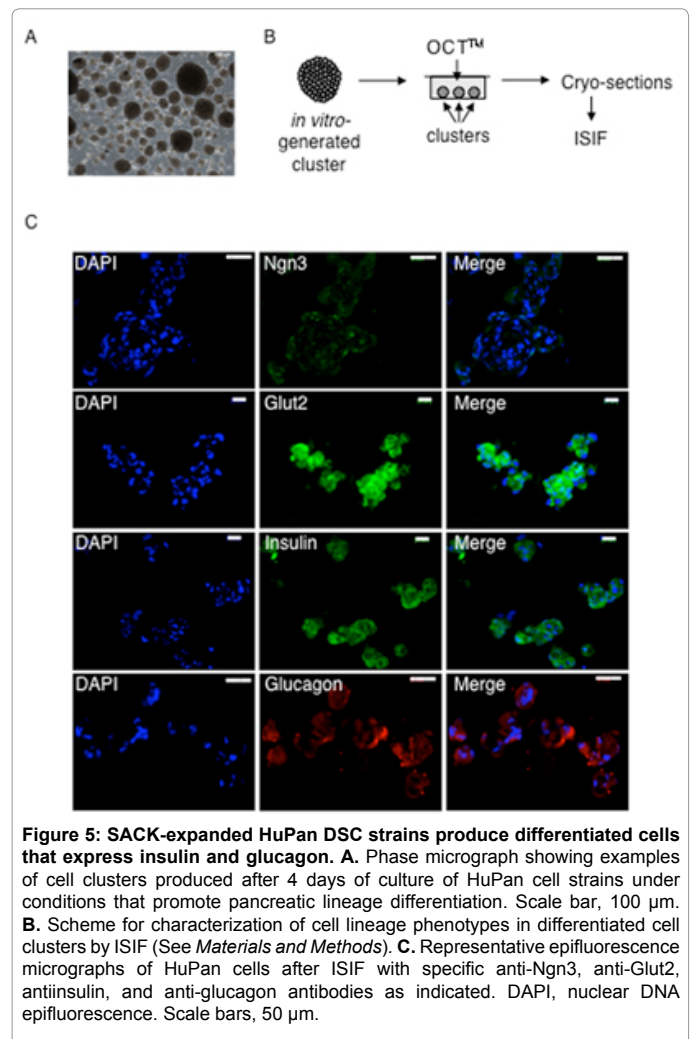 A
B
OCT™
in vitro-
generated
cluster
clusters
Cryo-sections
ISIF
C
DAPI
Ngn3
Merge
DAPI
Glut2
Merge
DAPI
Insulin
Merge
DAPI
Glucagon
Merge
Figure 5: SACK-expanded HuPan DSC strains produce differentiated cells
that express insulin and glucagon. A. Phase micrograph showing examples
of cell clusters produced after 4 days of culture of HuPan cell strains under
conditions that promote pancreatic lineage differentiation. Scale bar, 100 µm.
B. Scheme for characterization of cell lineage phenotypes in differentiated cell
clusters by ISIF (See Materials and Methods). C. Representative epifluorescence
micrographs of HuPan cells after ISIF with specific anti-Ngn3, anti-Glut2,
antiinsulin, and anti-glucagon antibodies as indicated. DAPI, nuclear DNA
epifluorescence. Scale bars, 50 µm.